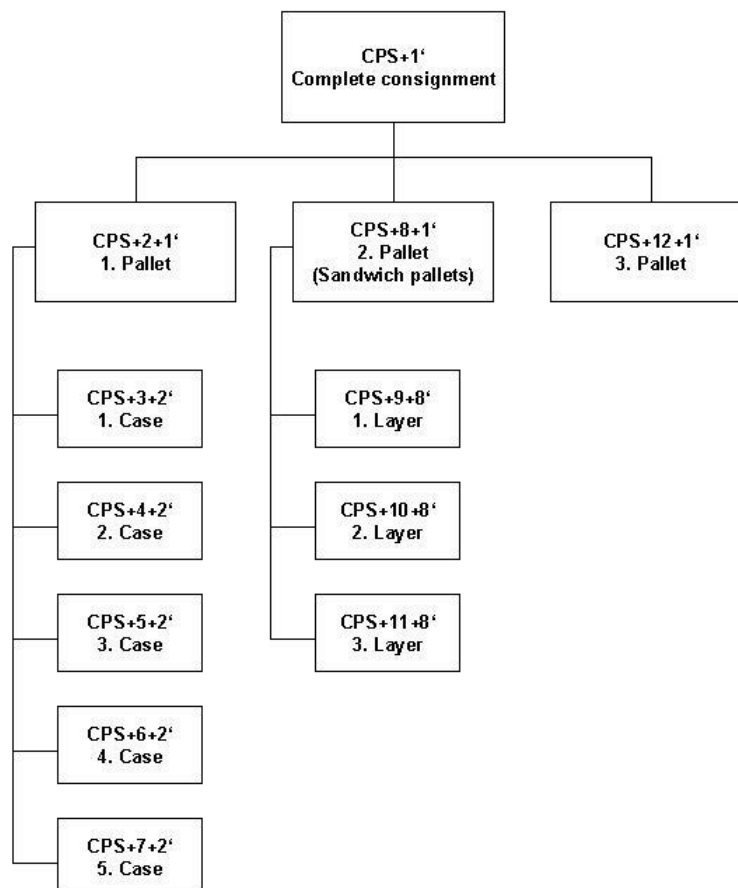 CPS+1‘
Complete consignment
CPS+2+1‘
1. Pallet
CPS+8+1‘
2. Pallet
(Sandwich pallets)
CPS+12+1‘
3. Pallet
CPS+3+2‘
1. Case
CPS+4+2‘
2. Case
CPS+5+2‘
3. Case
CPS+6+2‘
4. Case
CPS+7+2‘
5. Case
CPS+9+8‘
1. Layer
CPS+10+8‘
2. Layer
CPS+11+8‘
3. Layer